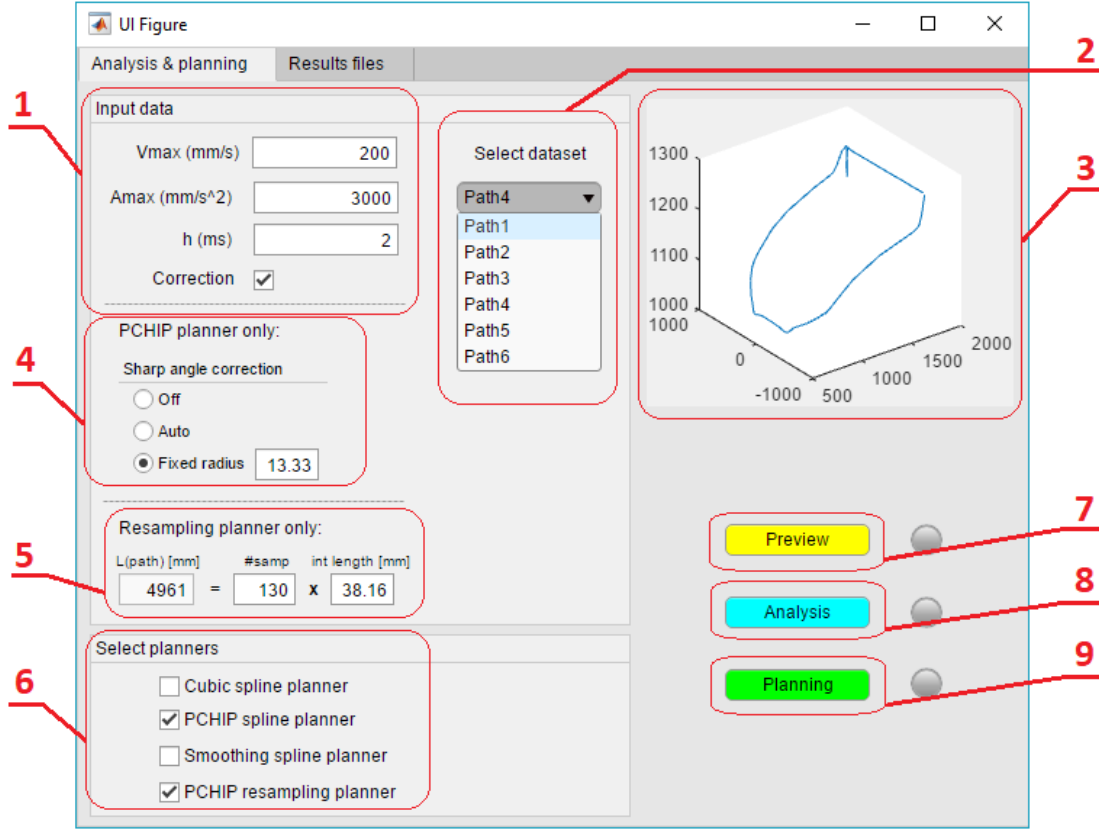 UI Figure
Analysis & planning Results files
1
Input data
Vmax (mm/s) 200
Amax (mm/s^2) 3000
h (ms) 2
Correction
2
Select dataset
Path4
Path1
Path2
Path3
Path4
Path5
Path6
3
1300
1200
1100
1000
1000
0
-1000
500
1000
1500
2000
4
PCHIP planner only:
Sharp angle correction
Off
Auto
Fixed radius 13.33
5
Resampling planner only:
L(path) [mm] #samp int length [mm]
4961 = 130 x 38.16
6
Select planners
Cubic spline planner
PCHIP spline planner
Smoothing spline planner
PCHIP resampling planner
7
Preview
8
Analysis
9
Planning